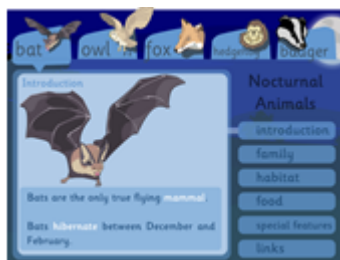 bat owl fox hedgehog badger
Introduction
Nocturnal
Animals
introduction
family
habitat
food
special features
links
Bats are the only true flying mammal.
Bats hibernate between December and
February.